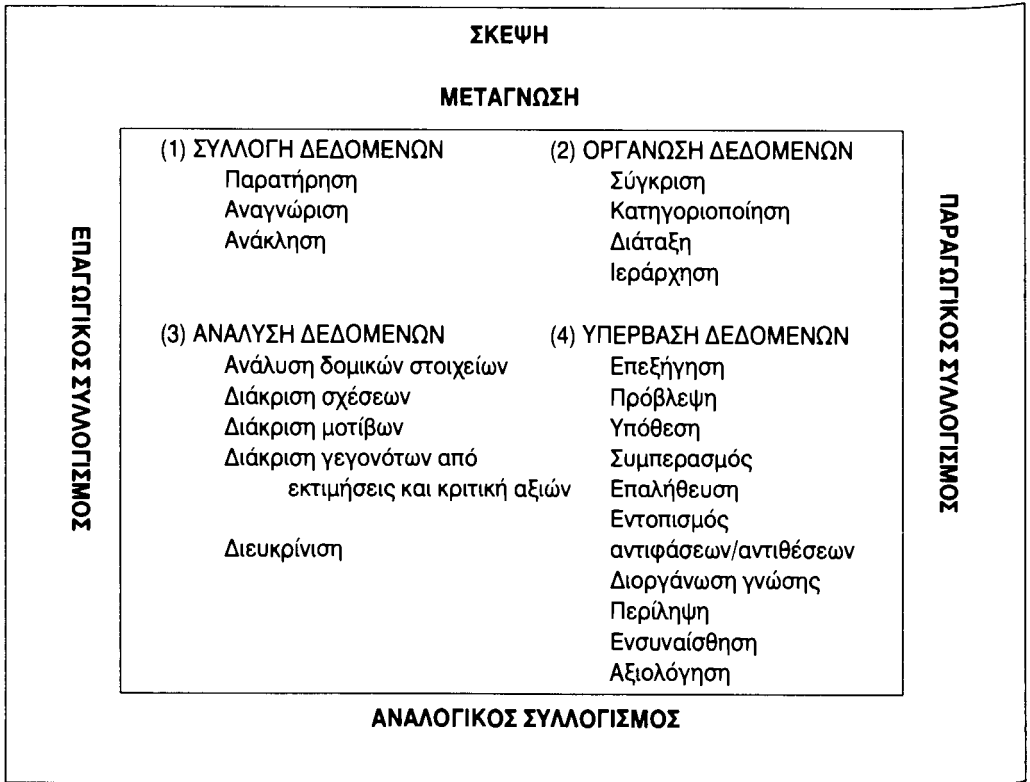 ΣΚΕΨΗ
ΜΕΤΑΓΝΩΣΗ
ΕΠΑΓΩΓΙΚΟΣ ΣΥΛΛΟΓΙΣΜΟΣ
(1) ΣΥΛΛΟΓΗ ΔΕΔΟΜΕΝΩΝ
Παρατήρηση
Αναγνώριση
Ανάκληση
(2) ΟΡΓΑΝΩΣΗ ΔΕΔΟΜΕΝΩΝ
Σύγκριση
Κατηγοριοποίηση
Διάταξη
Ιεράρχηση
(3) ΑΝΑΛΥΣΗ ΔΕΔΟΜΕΝΩΝ
Ανάλυση δομικών στοιχείων
Διάκριση σχέσεων
Διάκριση μοτίβων
Διάκριση γεγονότων από
εκτιμήσεις και κριτική αξιών
Διευκρίνιση
(4) ΥΠΕΡΒΑΣΗ ΔΕΔΟΜΕΝΩΝ
Επεξήγηση
Πρόβλεψη
Υπόθεση
Συμπερασμός
Επαλήθευση
Εντοπισμός
αντιφάσεων/αντιθέσεων
Διοργάνωση γνώσης
Περίληψη
Ενσυναίσθηση
Αξιολόγηση
ΠΑΡΑΓΩΓΙΚΟΣ ΣΥΛΛΟΓΙΣΜΟΣ
ΑΝΑΛΟΓΙΚΟΣ ΣΥΛΛΟΓΙΣΜΟΣ